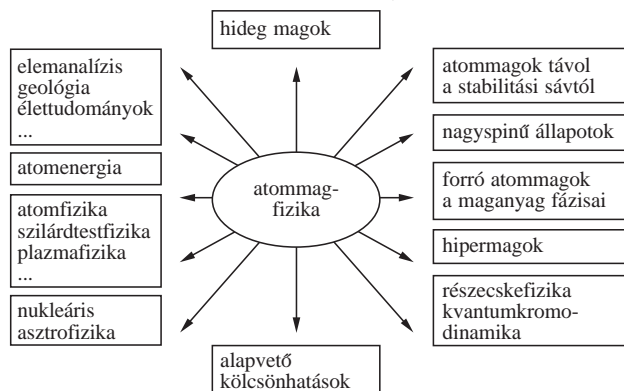 hideg magok
elemanalízis
geológia
élettudományok
...
atomenergia
atomfizika
szilárdtestfizika
plazmafizika
...
nukleáris
asztrofizika
atommag-
fizika
atommagok távol
a stabilitási sávtól
nagyspinű állapotok
forró atommagok
a maganyag fázisai
hipermagok
részecskefizika
kvantumkromo-
dinamika
alapvető
kölcsönhatások